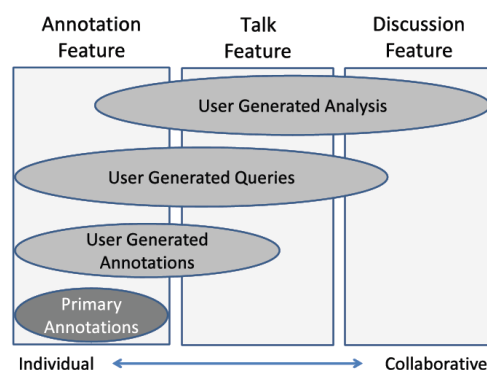 Annotation
Feature
Talk
Feature
Discussion
Feature
User Generated Analysis
User Generated Queries
User Generated
Annotations
Primary
Annotations
Individual
Collaborative